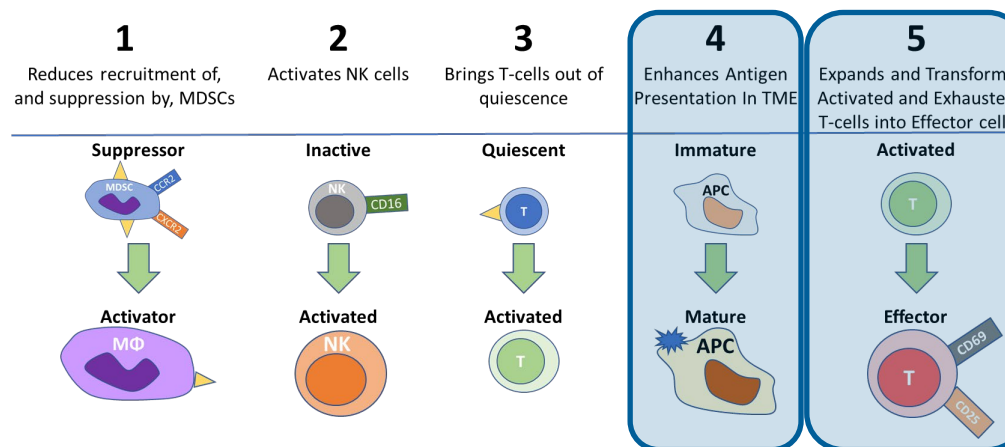 1
Reduces recruitment of,
and suppression by, MDSCs
2
Activates NK cells
3
Brings T-cells out of
quiescence
4
Enhances Antigen
Presentation In TME
5
Expands and Transform
Activated and Exhauste
T-cells into Effector cell
Suppressor
MDSC
CCR2
CXCR2
Inactive
NK
CD16
Quiescent
T
Immature
APC
Activated
T
Activator
MΦ
Activated
NK
Activated
T
Mature
APC
Effector
T
CD69
CD25